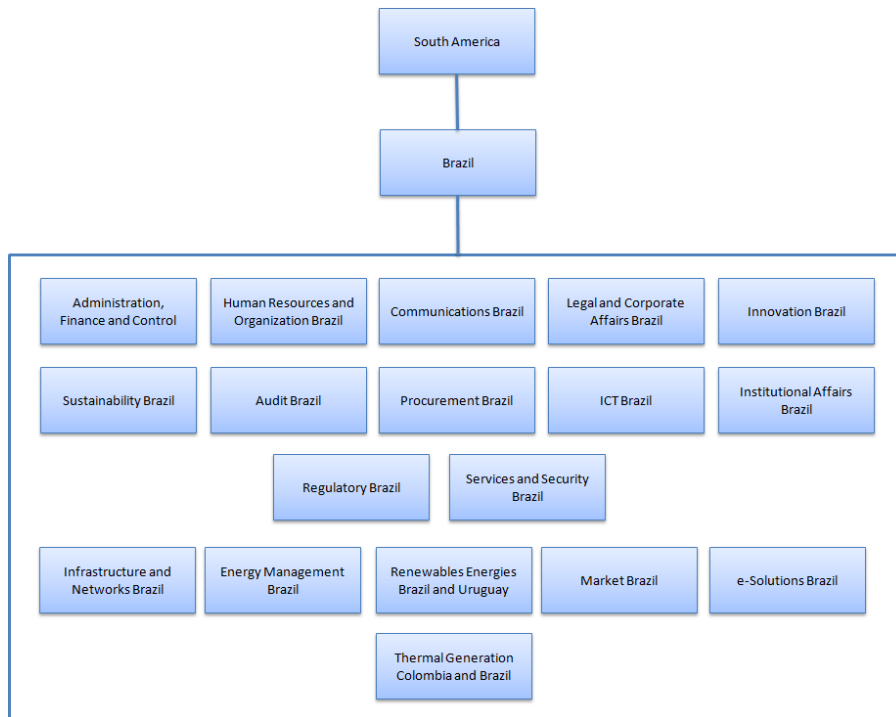 South America
Brazil
Administration,
Finance and Control
Human Resources and
Organization Brazil
Communications Brazil
Legal and Corporate
Affairs Brazil
Innovation Brazil
Sustainability Brazil
Audit Brazil
Procurement Brazil
ICT Brazil
Institutional Affairs
Brazil
Regulatory Brazil
Services and Security
Brazil
Infrastructure and
Networks Brazil
Energy Management
Brazil
Renewables Energies
Brazil and Uruguay
Market Brazil
e-Solutions Brazil
Thermal Generation
Colombia and Brazil